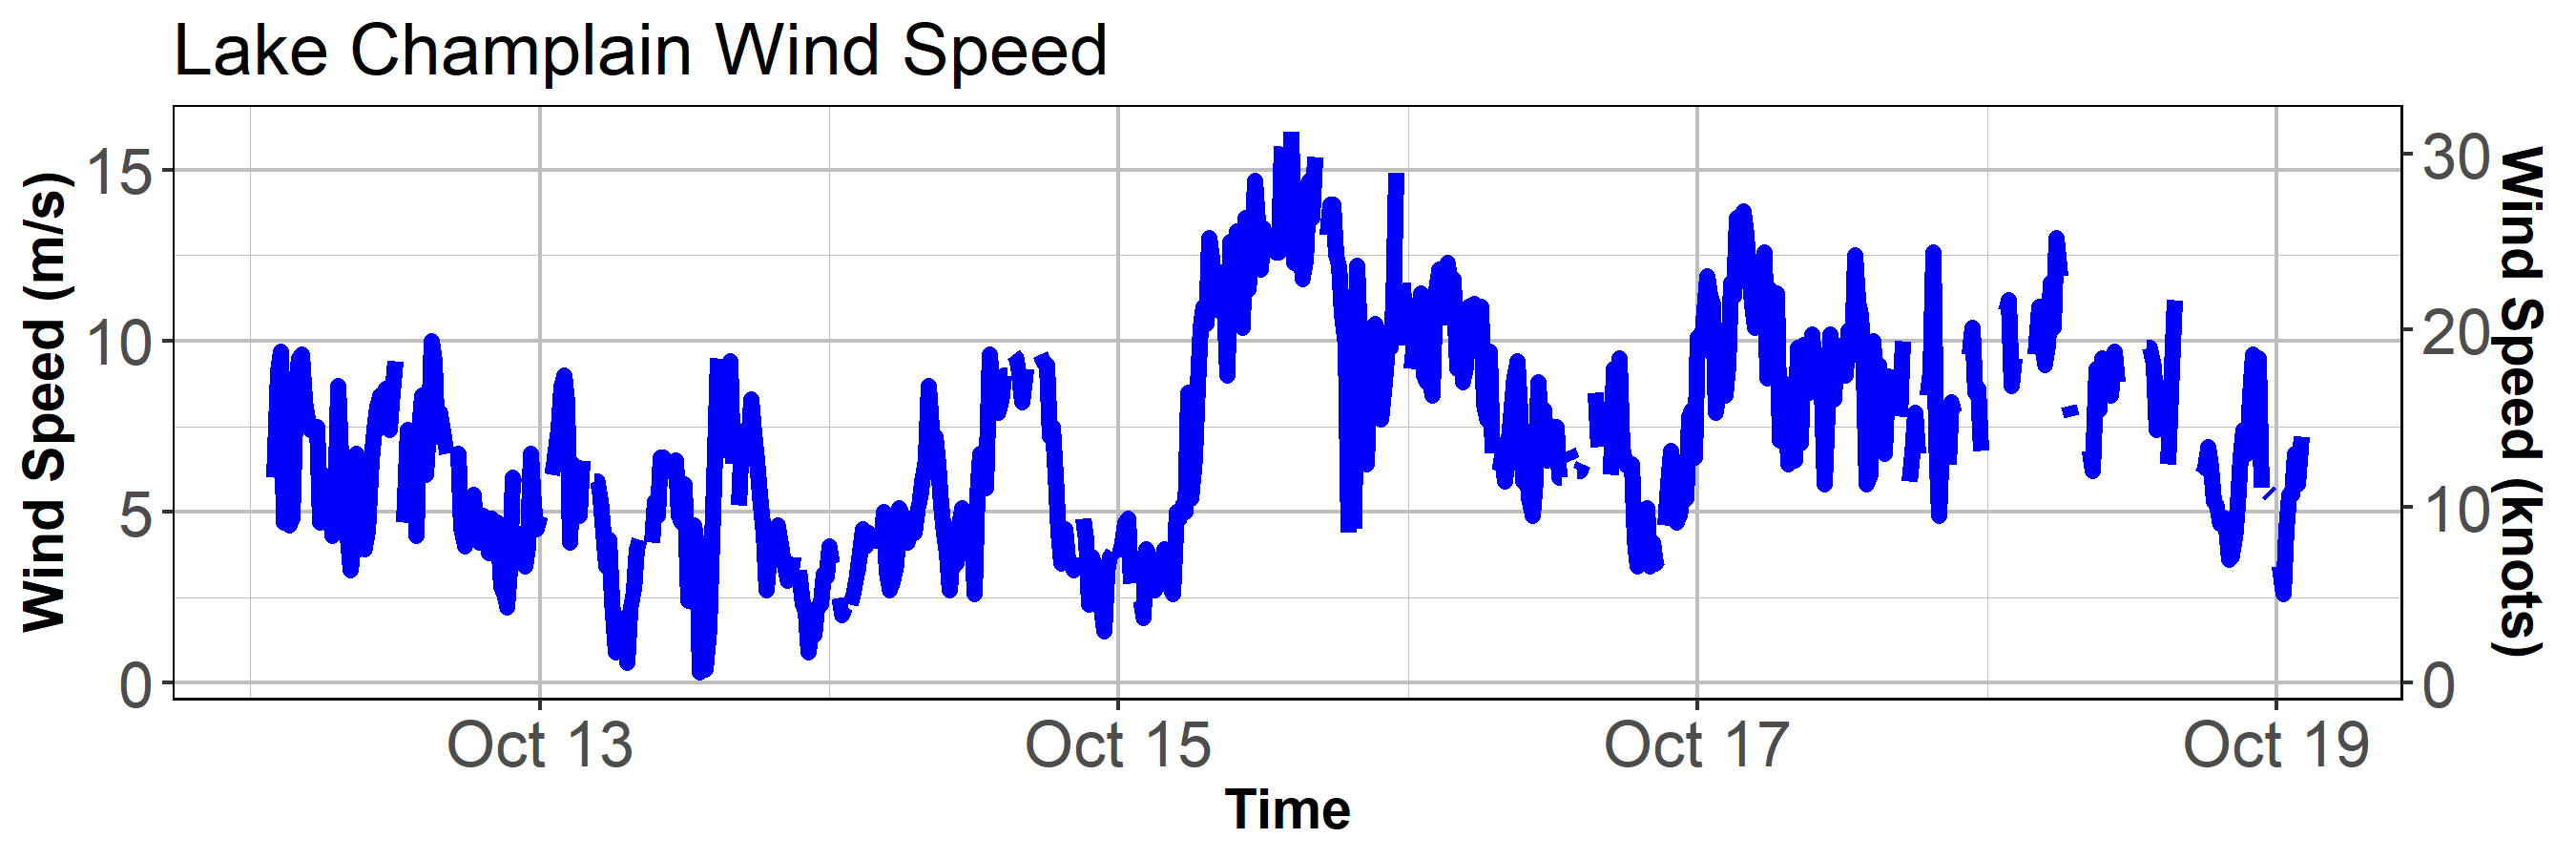 Lake Champlain Wind Speed
Wind Speed (m/s)
15
10
5
0
30
20
10
0
Wind Speed (knots)
Oct 13
Oct 15
Oct 17
Oct 19
Time